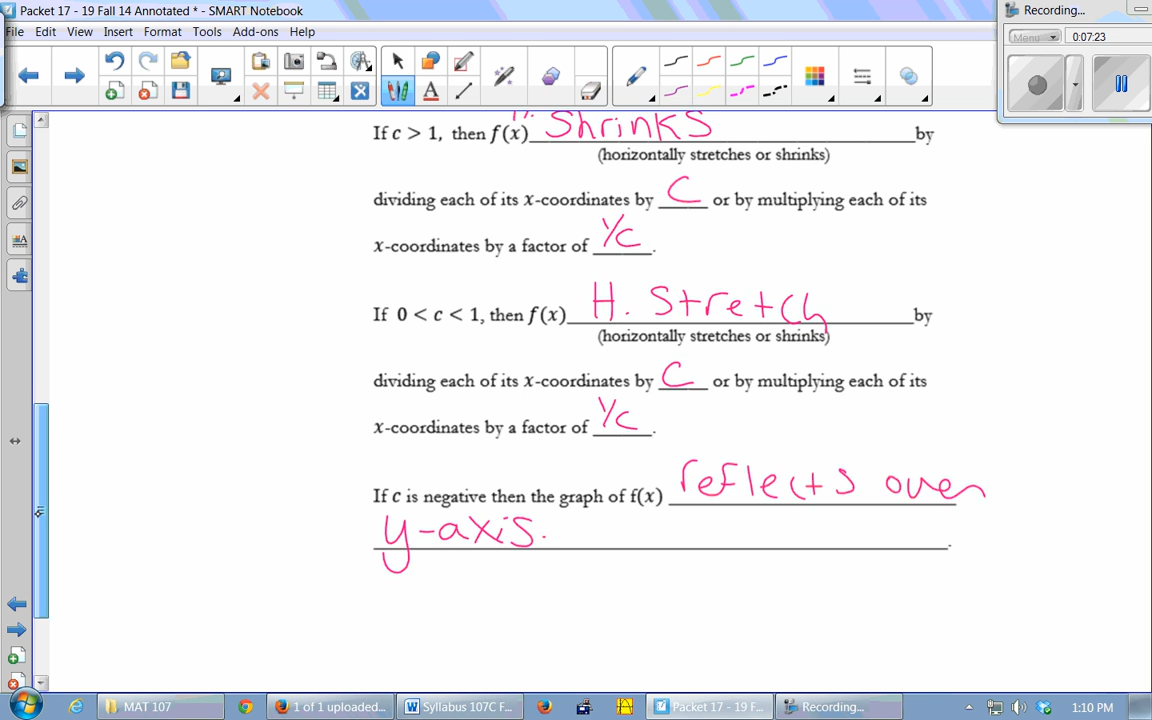 Packet 17 - 19 Fall 14 Annotated * - SMART Notebook
Recording...
File Edit View Insert Format Tools Add-ons Help
Menu
0:07:23
If c > 1, then f(x) H. Shrinks by
(horizontally stretches or shrinks)
dividing each of its x-coordinates by C or by multiplying each of its
x-coordinates by a factor of 1/c.
If 0 < c < 1, then f(x) H. Stretch by
(horizontally stretches or shrinks)
dividing each of its x-coordinates by C or by multiplying each of its
x-coordinates by a factor of 1/c.
If c is negative then the graph of f(x) reflects over
y-axis.
MAT 107
1 of 1 uploaded...
Syllabus 107C F...
Packet 17 - 19 F...
Recording...
1:10 PM